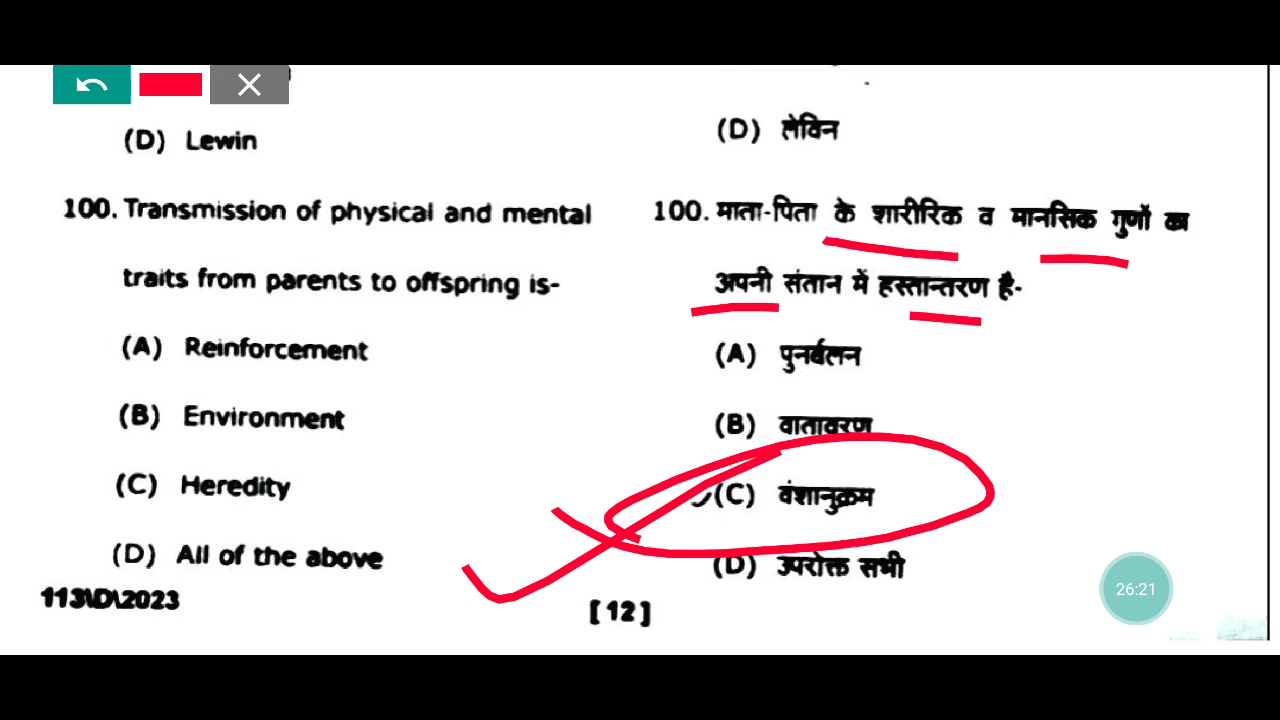 (D) Lewin
100. Transmission of physical and mental
traits from parents to offspring is-
(A) Reinforcement
(B) Environment
(C) Heredity
(D) All of the above
113\D\2023
(D) लेविन
100. माता-पिता के शारीरिक व मानसिक गुणों का
अपनी संतान में हस्तान्तरण है-
(A) पुनर्बलन
(B) वातावरण
(C) वंशानुक्रम
(D) उपरोक्त सभी
[12]
26:21